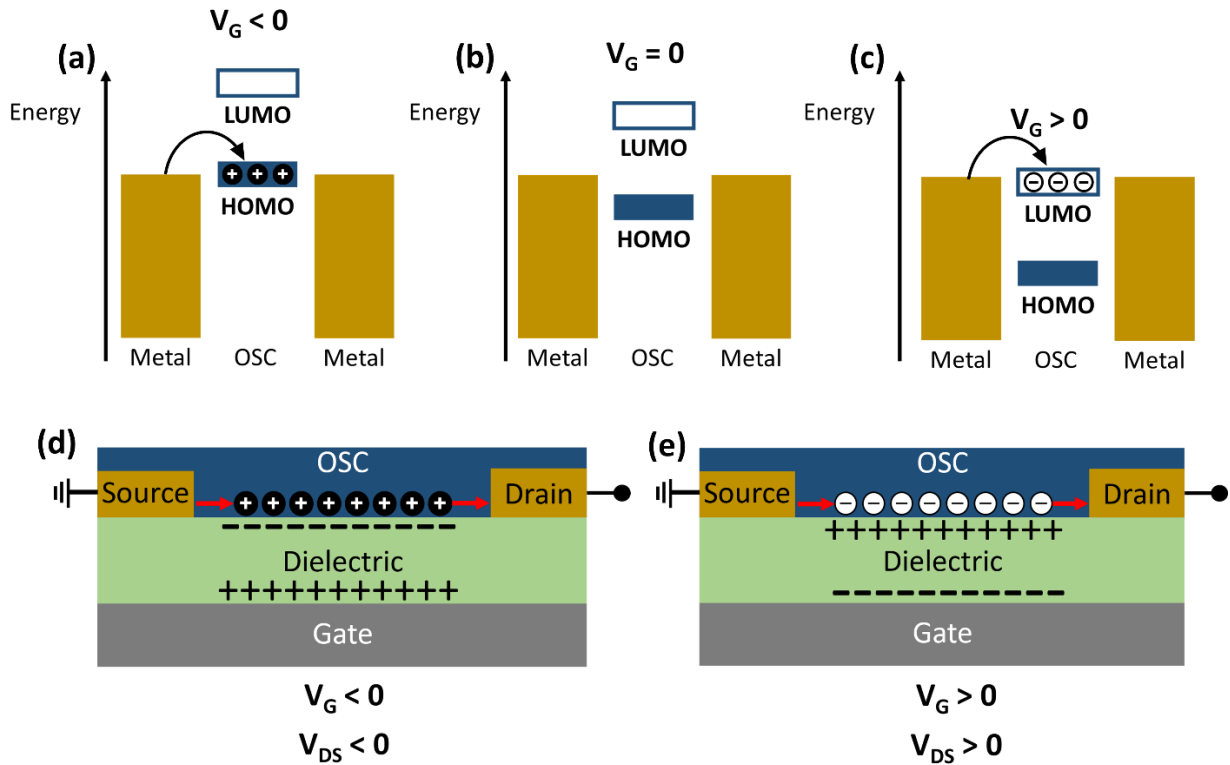 V_G < 0
(a)
Energy
LUMO
+ + +
HOMO
Metal OSC Metal
(b)
V_G = 0
LUMO
HOMO
Metal OSC Metal
(c)
Energy
V_G > 0
− − −
LUMO
HOMO
Metal OSC Metal
(d)
OSC
Source + + + + + + + + Drain
− − − − − − − − − − −
Dielectric
+ + + + + + + + + + +
Gate
V_G < 0
V_DS < 0
(e)
OSC
Source − − − − − − − − Drain
+ + + + + + + + + + +
Dielectric
− − − − − − − − − − −
Gate
V_G > 0
V_DS > 0